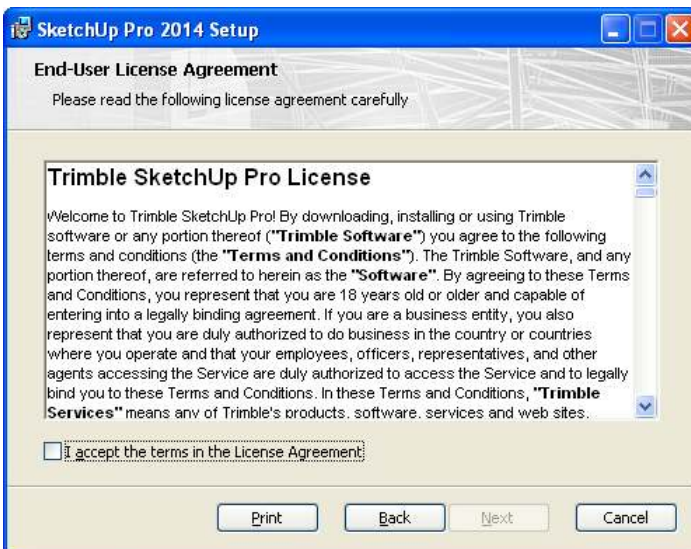 SketchUp Pro 2014 Setup
End-User License Agreement
Please read the following license agreement carefully
Trimble SketchUp Pro License
Welcome to Trimble SketchUp Pro! By downloading, installing or using Trimble
software or any portion thereof ("Trimble Software") you agree to the following
terms and conditions (the "Terms and Conditions"). The Trimble Software, and any
portion thereof, are referred to herein as the "Software". By agreeing to these Terms
and Conditions, you represent that you are 18 years old or older and capable of
entering into a legally binding agreement. If you are a business entity, you also
represent that you are duly authorized to do business in the country or countries
where you operate and that your employees, officers, representatives, and other
agents accessing the Service are duly authorized to access the Service and to legally
bind you to these Terms and Conditions. In these Terms and Conditions, "Trimble
Services" means any of Trimble's products, software, services and web sites.
I accept the terms in the License Agreement
Print Back Next Cancel